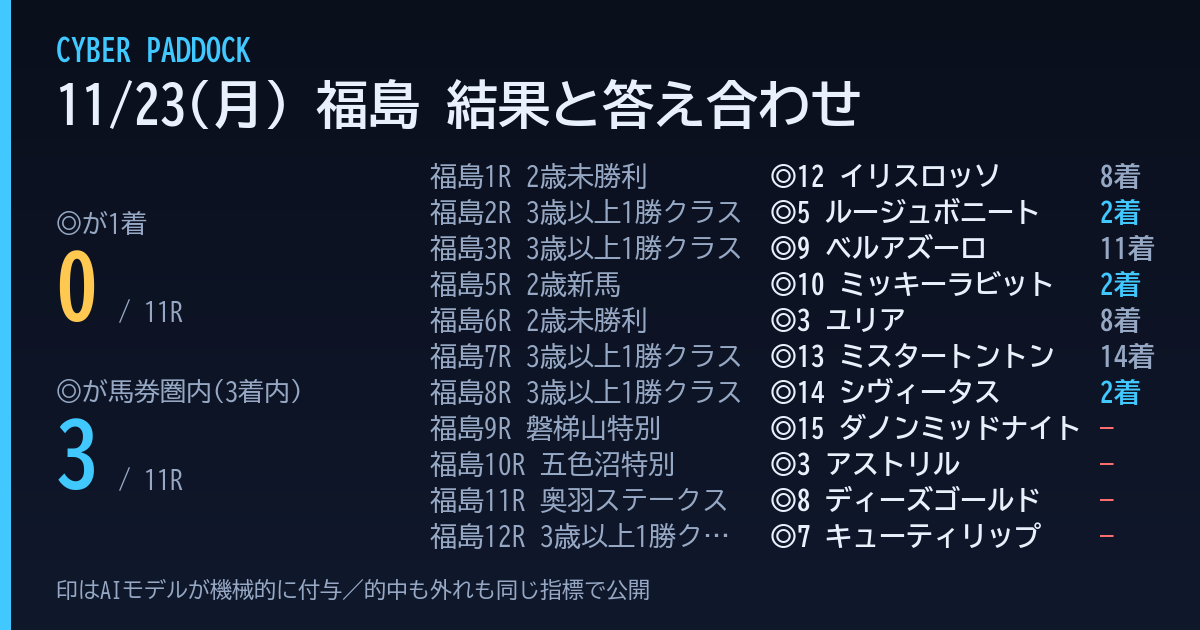 CYBER PADDOCK
11/23(月) 福島 結果と答え合わせ
◎が1着
0 / 11R
◎が馬券圏内(3着内)
3 / 11R
福島1R 2歳未勝利 ◎12 イリスロッソ 8着
福島2R 3歳以上1勝クラス ◎5 ルージュボニート 2着
福島3R 3歳以上1勝クラス ◎9 ベルアズーロ 11着
福島5R 2歳新馬 ◎10 ミッキーラビット 2着
福島6R 2歳未勝利 ◎3 ユリア 8着
福島7R 3歳以上1勝クラス ◎13 ミスタートントン 14着
福島8R 3歳以上1勝クラス ◎14 シヴィータス 2着
福島9R 磐梯山特別 ◎15 ダノンミッドナイト –
福島10R 五色沼特別 ◎3 アストリル –
福島11R 奥羽ステークス ◎8 ディーズゴールド –
福島12R 3歳以上1勝ク… ◎7 キューティリップ –
印はAIモデルが機械的に付与／的中も外れも同じ指標で公開